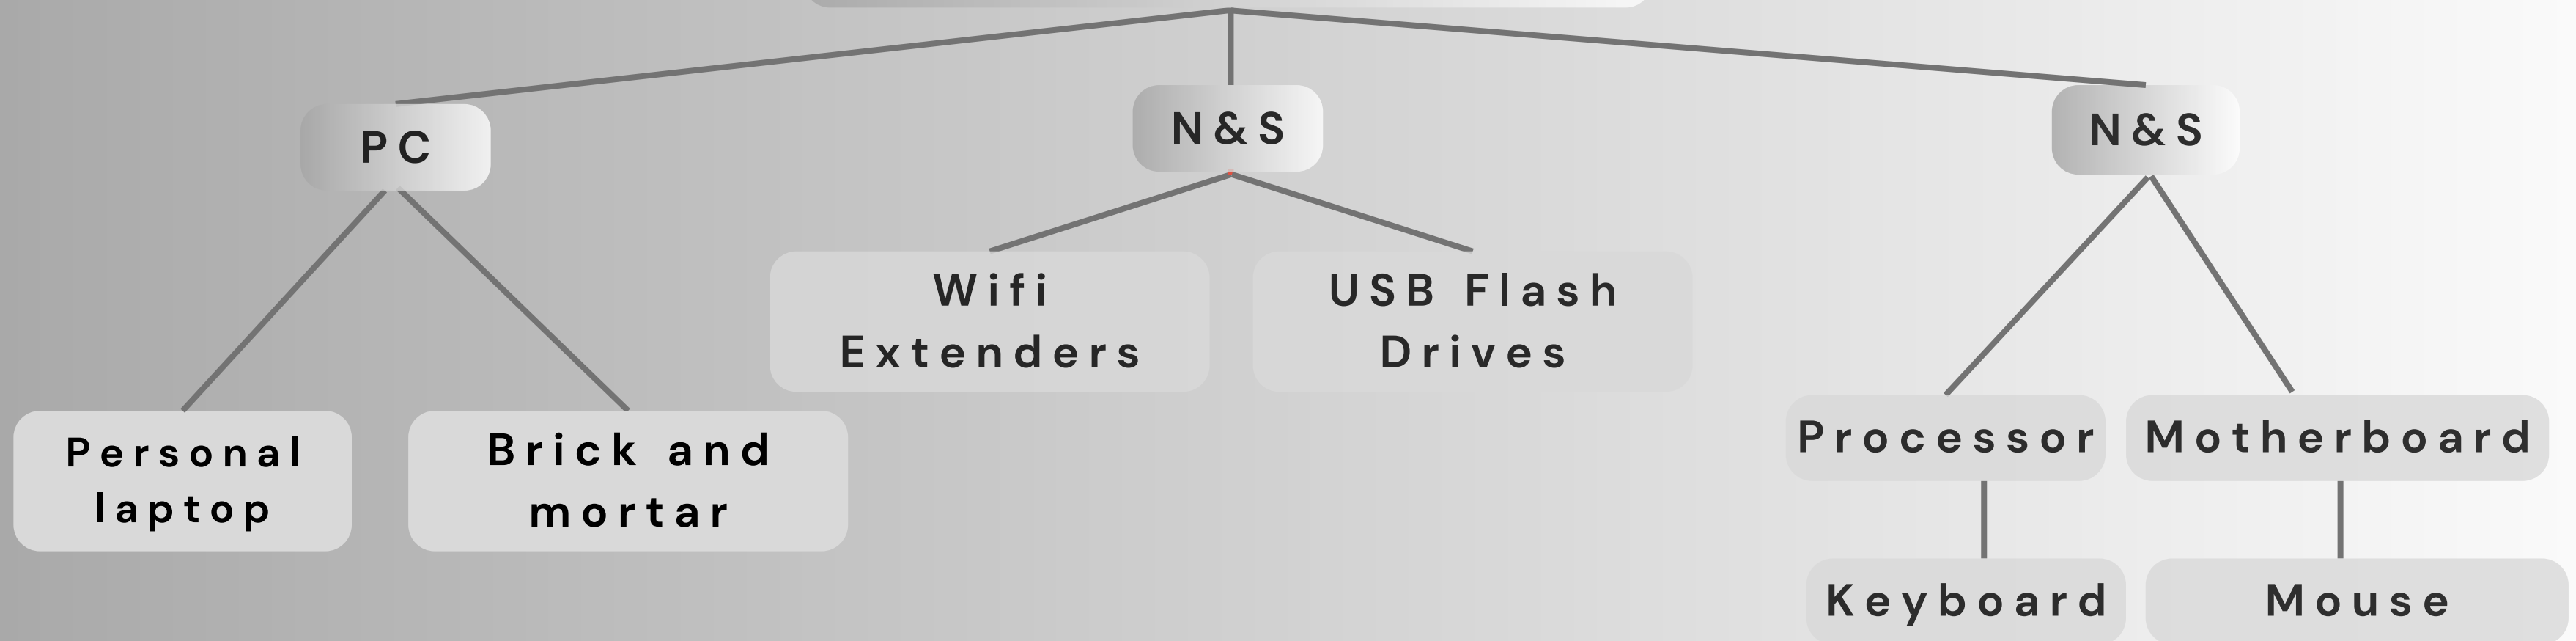 PC
N&S
N&S
Wifi
Extenders
USB Flash
Drives
Personal
laptop
Brick and
mortar
Processor
Motherboard
Keyboard
Mouse